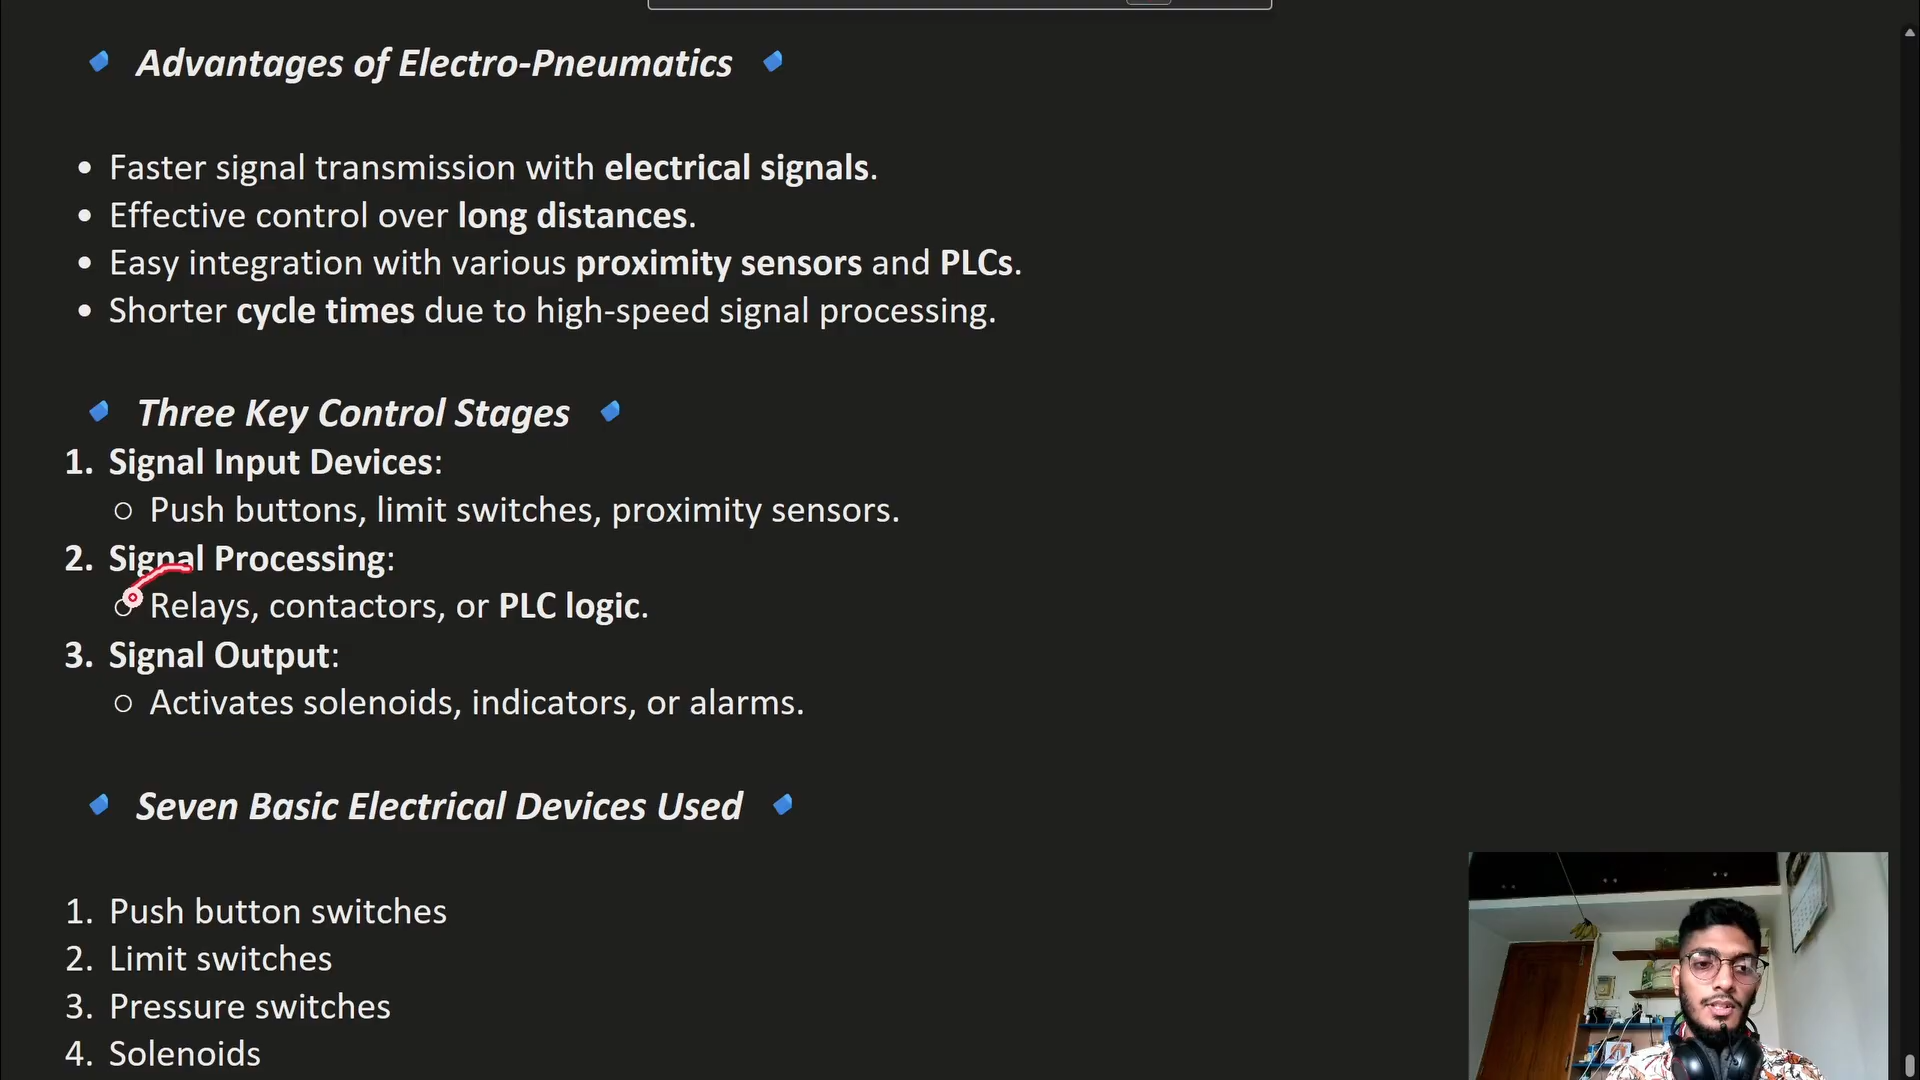 Advantages of Electro-Pneumatics
• Faster signal transmission with electrical signals.
• Effective control over long distances.
• Easy integration with various proximity sensors and PLCs.
• Shorter cycle times due to high-speed signal processing.
Three Key Control Stages
1. Signal Input Devices:
○ Push buttons, limit switches, proximity sensors.
2. Signal Processing:
○ Relays, contactors, or PLC logic.
3. Signal Output:
○ Activates solenoids, indicators, or alarms.
Seven Basic Electrical Devices Used
1. Push button switches
2. Limit switches
3. Pressure switches
4. Solenoids